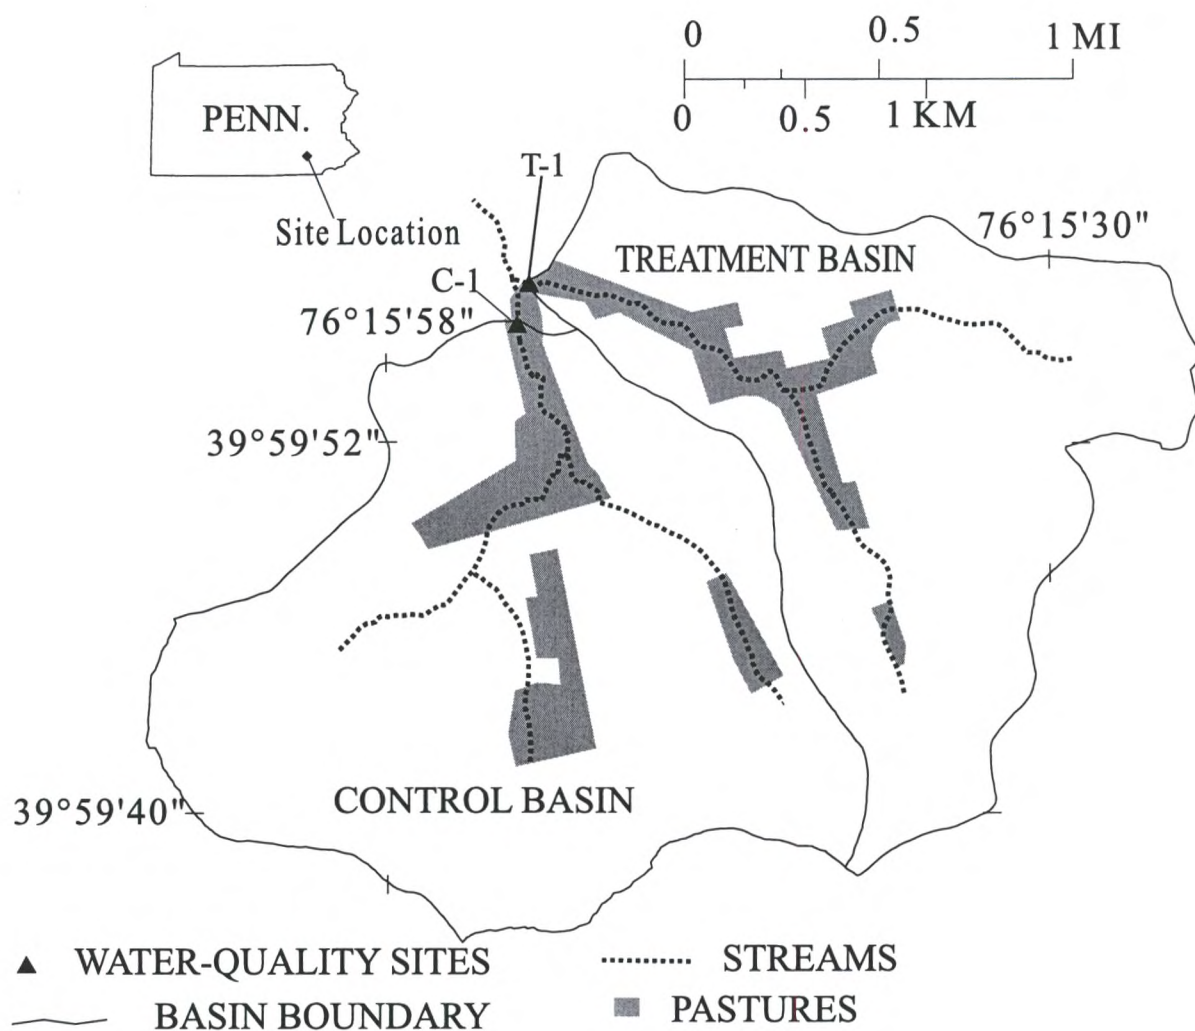 0 0.5 1 MI
PENN.
0 0.5 1 KM
T-1
76°15'30"
Site Location
TREATMENT BASIN
C-1
76°15'58"
39°59'52"
CONTROL BASIN
39°59'40"
WATER-QUALITY SITES
STREAMS
BASIN BOUNDARY
PASTURES